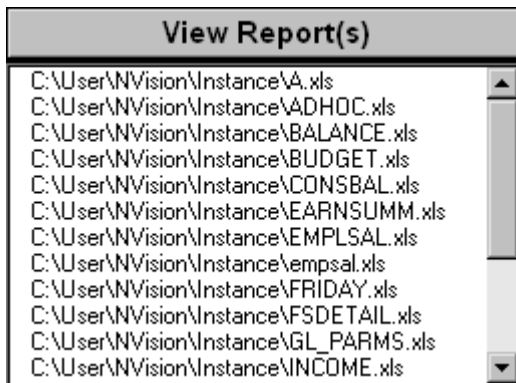 View Report(s)
C:\User\NVision\Instance\A.xls
C:\User\NVision\Instance\ADHOC.xls
C:\User\NVision\Instance\BALANCE.xls
C:\User\NVision\Instance\BUDGET.xls
C:\User\NVision\Instance\CONSBAL.xls
C:\User\NVision\Instance\EARNSUMM.xls
C:\User\NVision\Instance\EMPLSAL.xls
C:\User\NVision\Instance\empsal.xls
C:\User\NVision\Instance\FRIDAY.xls
C:\User\NVision\Instance\FSDETAIL.xls
C:\User\NVision\Instance\GL_PARMS.xls
C:\User\NVision\Instance\INCOME.xls